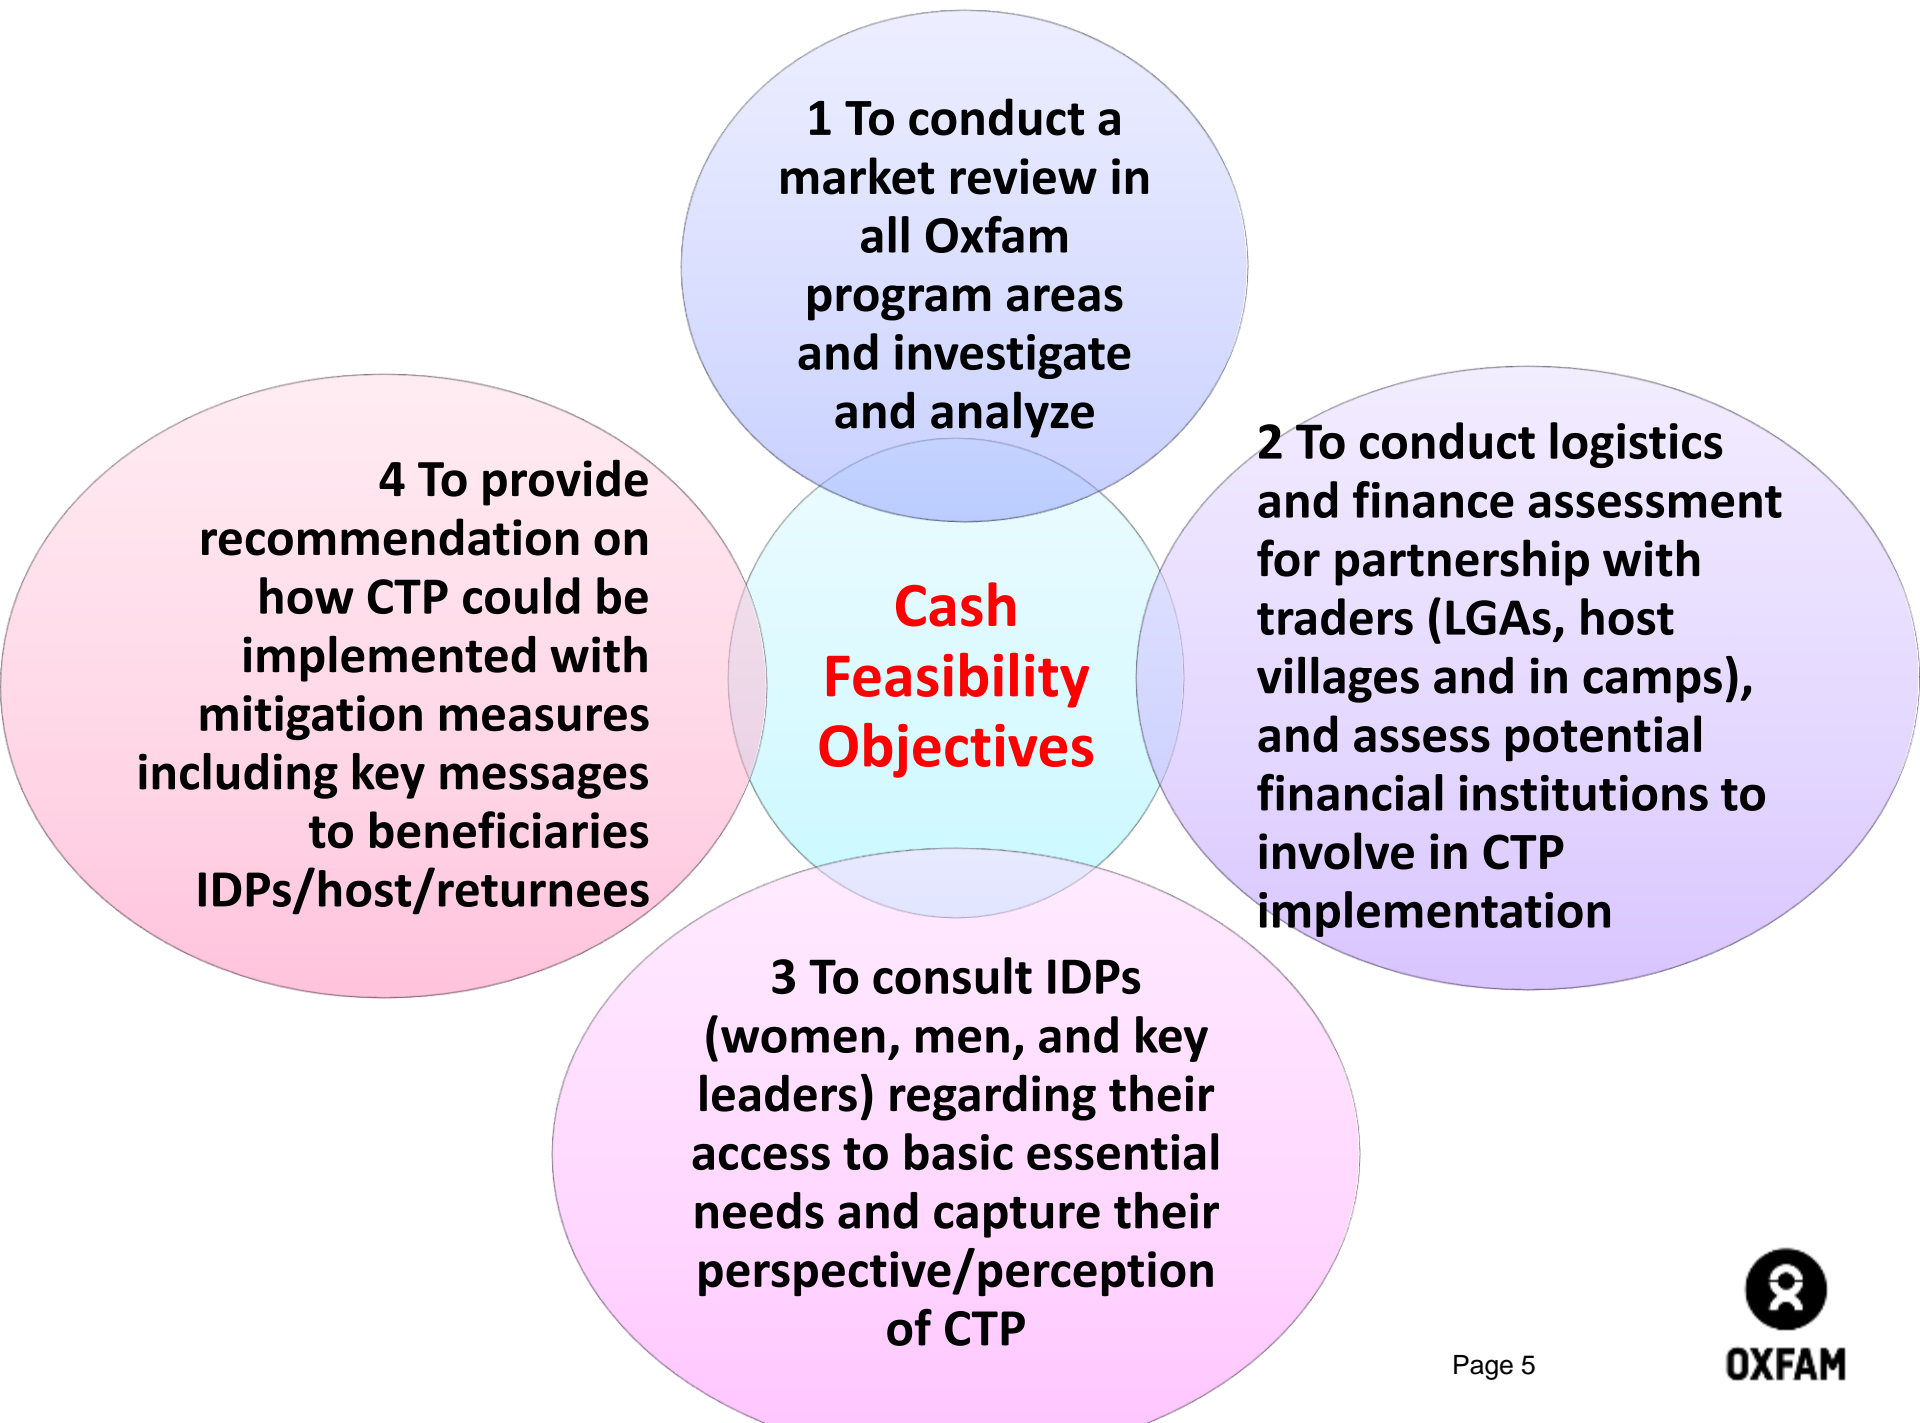 1 To conduct a
market review in
all Oxfam
program areas
and investigate
and analyze
2 To conduct logistics
and finance assessment
for partnership with
traders (LGAs, host
villages and in camps),
and assess potential
financial institutions to
involve in CTP
implementation
4 To provide
recommendation on
how CTP could be
implemented with
mitigation measures
including key messages
to beneficiaries
IDPs/host/returnees
Cash
Feasibility
Objectives
3 To consult IDPs
(women, men, and key
leaders) regarding their
access to basic essential
needs and capture their
perspective/perception
of CTP
Page 5
OXFAM